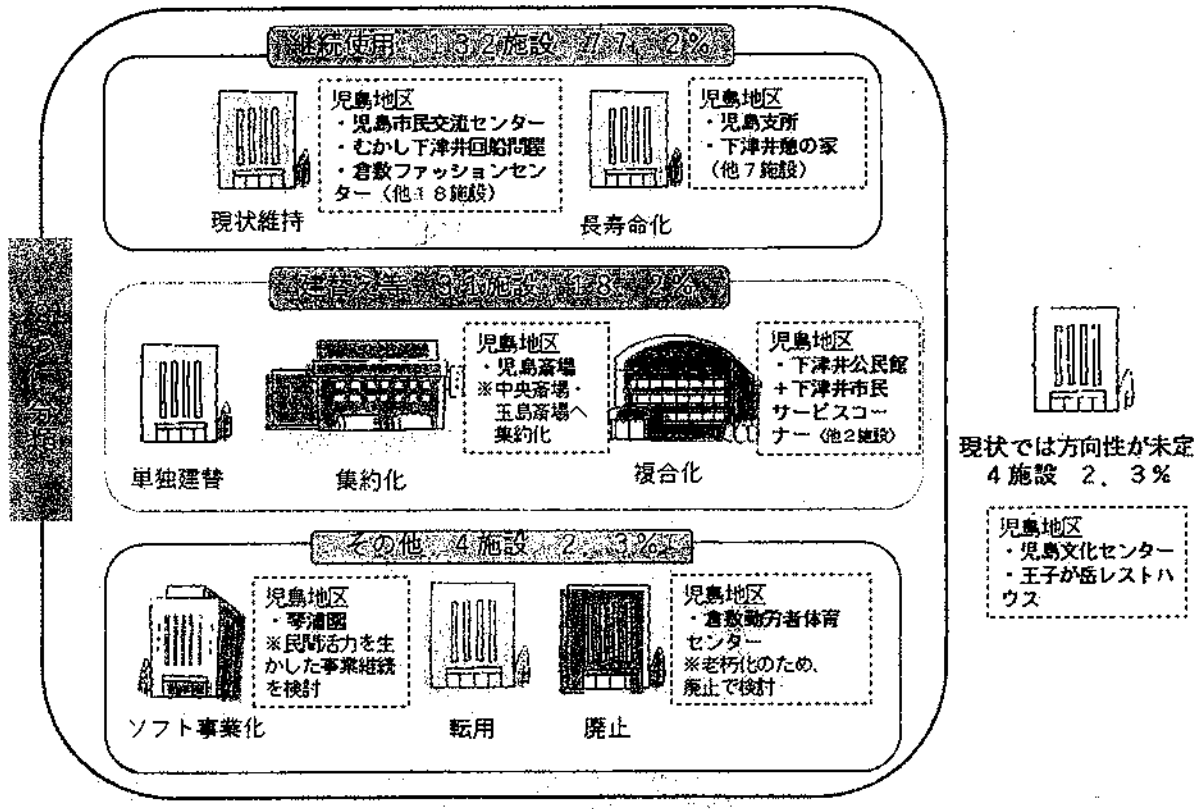 継続使用 132施設 77.2%
児島地区
・児島市民交流センター
・むかし下津井回船問屋
・倉敷ファッションセン
ター(他18施設)
現状維持
児島地区
・児島支所
・下津井憩の家
(他7施設)
長寿命化
建替え等 31施設 18.2%
単独建替
児島地区
・児島斎場
※中央斎場・
玉島斎場へ
集約化
集約化
児島地区
・下津井公民館
+下津井市民
サービスコー
ナー(他2施設)
複合化
その他 4施設 2.3%
児島地区
・琴浦園
※民間活力を生
かした事業継続
を検討
ソフト事業化
転用
児島地区
・倉敷勤労者体育
センター
※老朽化のため、
廃止で検討
廃止
現状では方向性が未定
4施設 2.3%
児島地区
・児島文化センター
・王子が岳レストハ
ウス